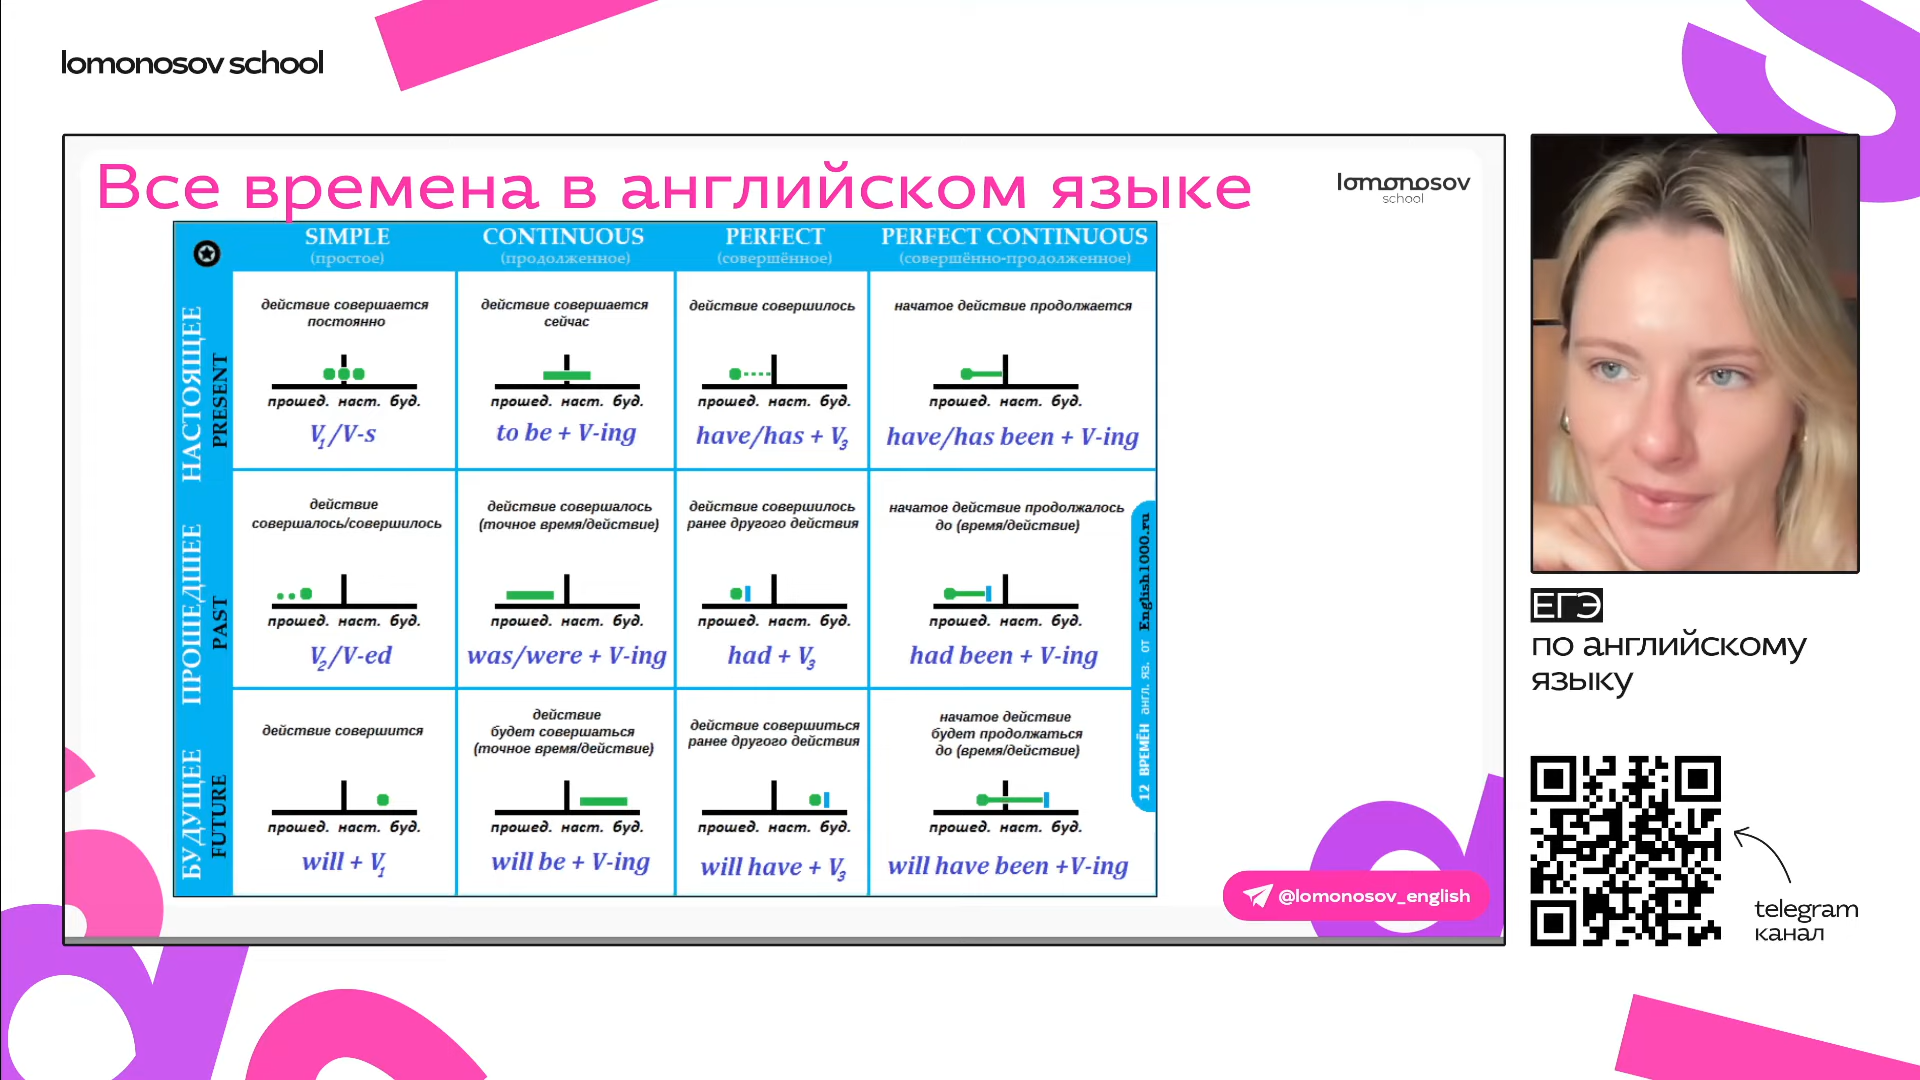 lomonosov school
Все времена в английском языке
lomonosov
school
SIMPLE
(простое)
CONTINUOUS
(продолженное)
PERFECT
(совершённое)
PERFECT CONTINUOUS
(совершённо-продолженное)
НАСТОЯЩЕЕ
PRESENT
действие совершается
постоянно
прошед. наст. буд.
V1/V-s
действие совершается
сейчас
прошед. наст. буд.
to be + V-ing
действие совершилось
прошед. наст. буд.
have/has + V3
начатое действие продолжается
прошед. наст. буд.
have/has been + V-ing
ПРОШЕДШЕЕ
PAST
действие
совершалось/совершилось
прошед. наст. буд.
V2/V-ed
действие совершалось
(точное время/действие)
прошед. наст. буд.
was/were + V-ing
действие совершилось
ранее другого действия
прошед. наст. буд.
had + V3
начатое действие продолжалось
до (время/действие)
прошед. наст. буд.
had been + V-ing
БУДУЩЕЕ
FUTURE
действие совершится
прошед. наст. буд.
will + V1
действие
будет совершаться
(точное время/действие)
прошед. наст. буд.
will be + V-ing
действие совершиться
ранее другого действия
прошед. наст. буд.
will have + V3
начатое действие
будет продолжаться
до (время/действие)
прошед. наст. буд.
will have been +V-ing
12 ВРЕМЁН англ. яз. от English1000.ru
@lomonosov_english
ЕГЭ
по английскому
языку
telegram
канал